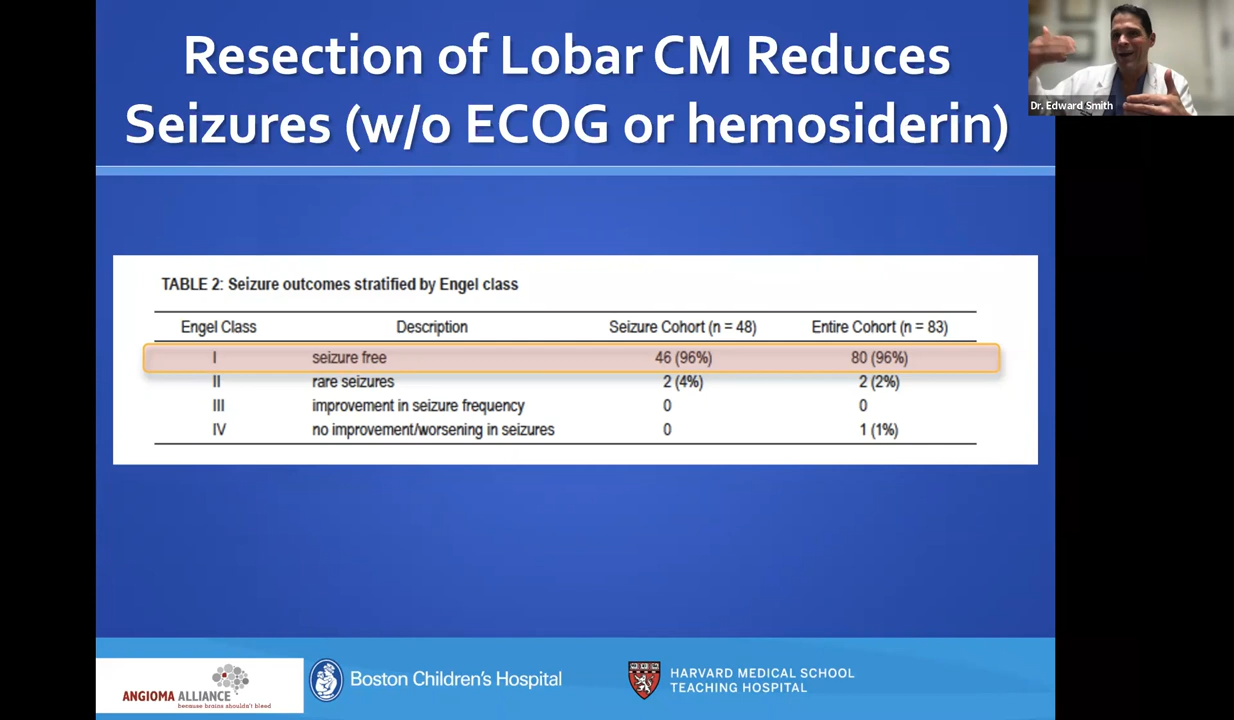 Resection of Lobar CM Reduces
Seizures (w/o ECOG or hemosiderin)
Dr. Edward Smith
TABLE 2: Seizure outcomes stratified by Engel class
Engel Class Description Seizure Cohort (n = 48) Entire Cohort (n = 83)
I seizure free 46 (96%) 80 (96%)
II rare seizures 2 (4%) 2 (2%)
III improvement in seizure frequency 0 0
IV no improvement/worsening in seizures 0 1 (1%)
ANGIOMA ALLIANCE
because brains shouldn't bleed
Boston Children's Hospital
HARVARD MEDICAL SCHOOL
TEACHING HOSPITAL